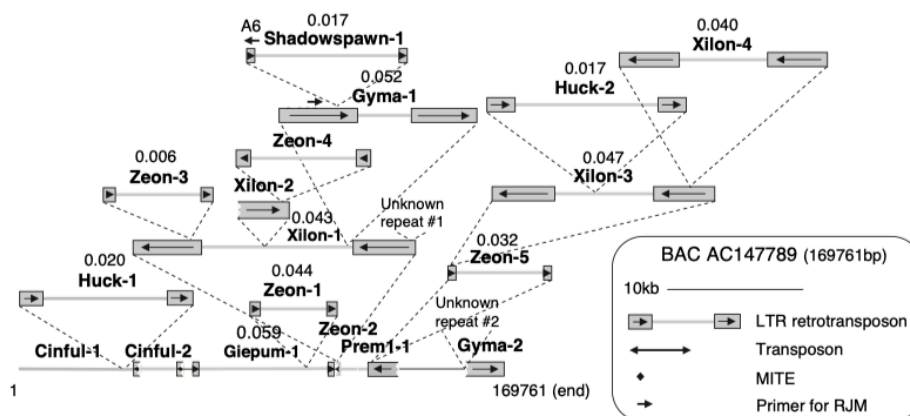 A6
0.017
Shadowspawn-1
0.052
Gyma-1
0.040
Xilon-4
0.017
Huck-2
Zeon-4
0.006
Zeon-3
Xilon-2
0.047
Xilon-3
0.043
Xilon-1
Unknown
repeat #1
0.020
Huck-1
0.044
Zeon-1
0.032
Zeon-5
Unknown
repeat #2
Cinful-1
Cinful-2
0.059
Giepum-1
Zeon-2
Prem1-1
Gyma-2
1
169761 (end)
BAC AC147789 (169761bp)
10kb
LTR retrotransposon
Transposon
MITE
Primer for RJM